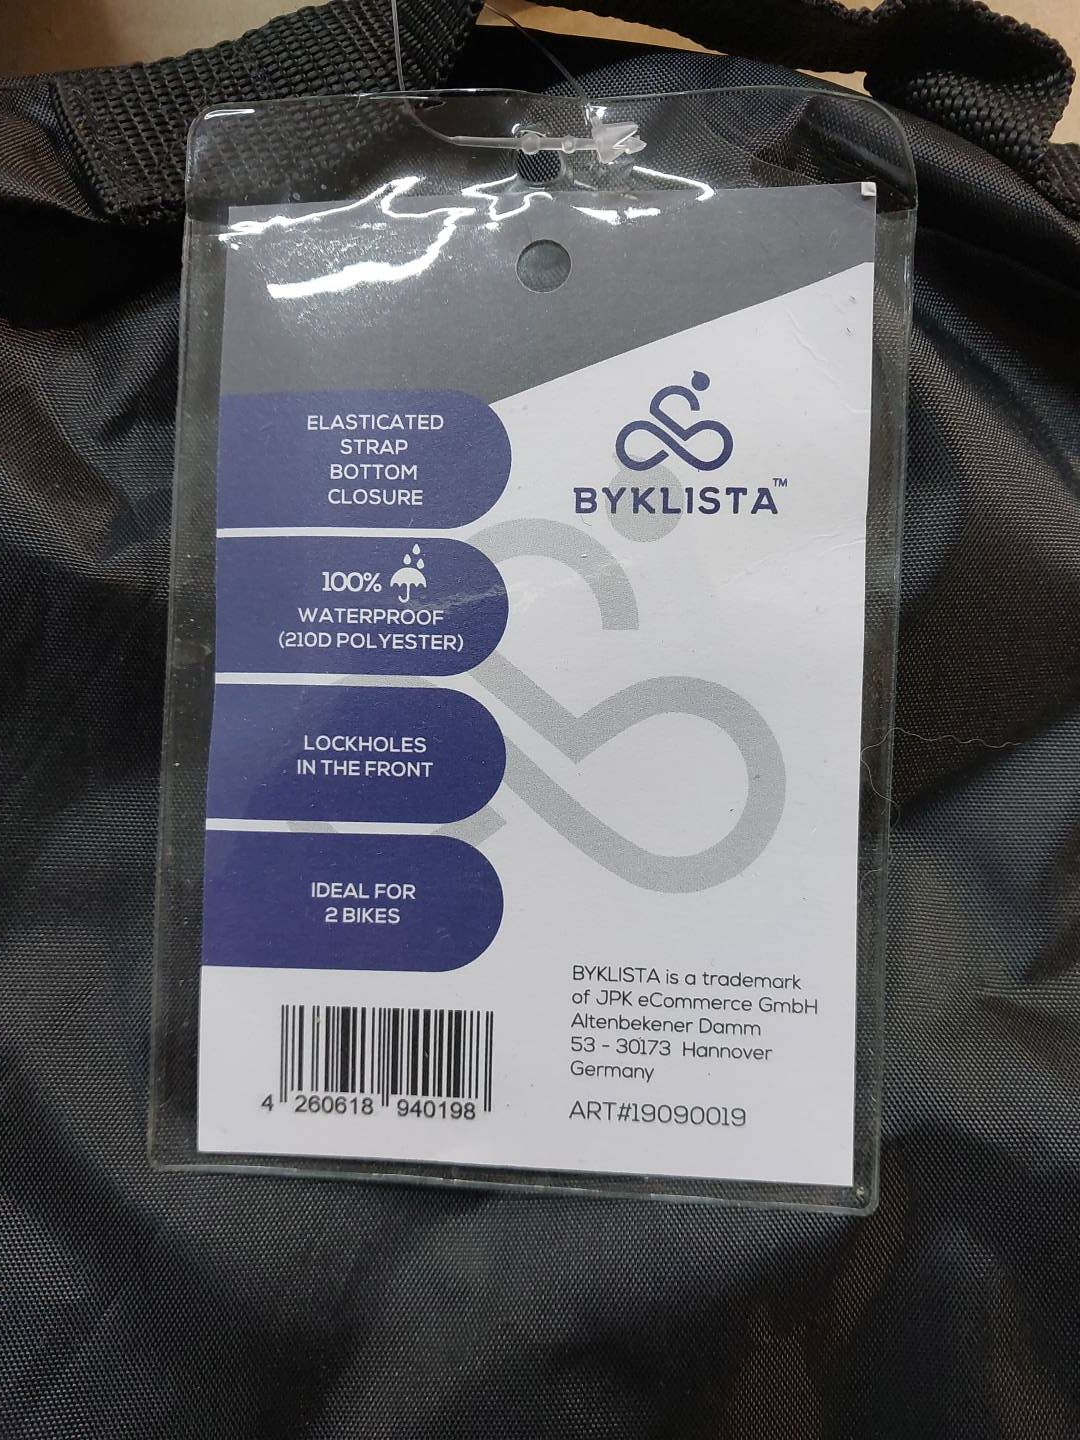 ELASTICATED
STRAP
BOTTOM
CLOSURE
BYKLISTA™
100%
WATERPROOF
(210D POLYESTER)
LOCKHOLES
IN THE FRONT
IDEAL FOR
2 BIKES
BYKLISTA is a trademark
of JPK eCommerce GmbH
Altenbekener Damm
53 - 30173 Hannover
Germany
ART#19090019
4 260618 940198